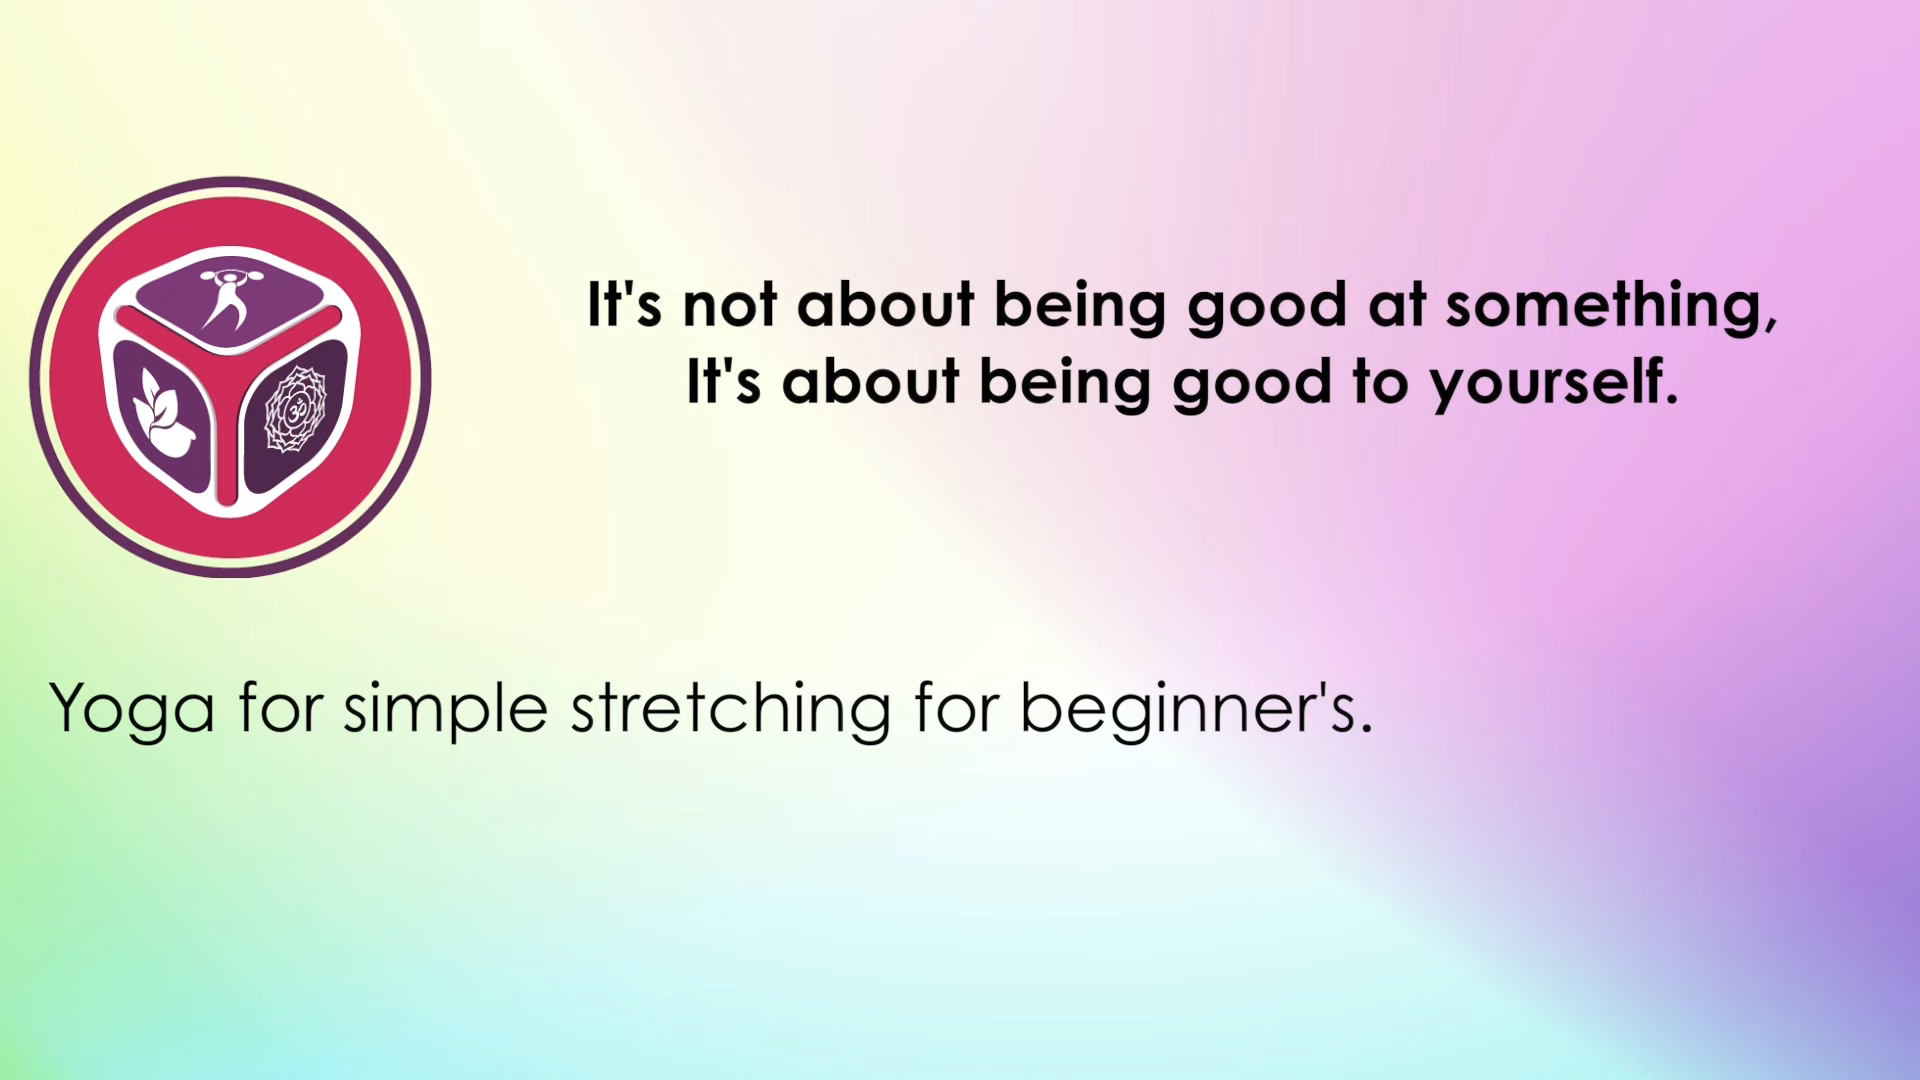 It's not about being good at something,
It's about being good to yourself.
ॐ
Yoga for simple stretching for beginner's.